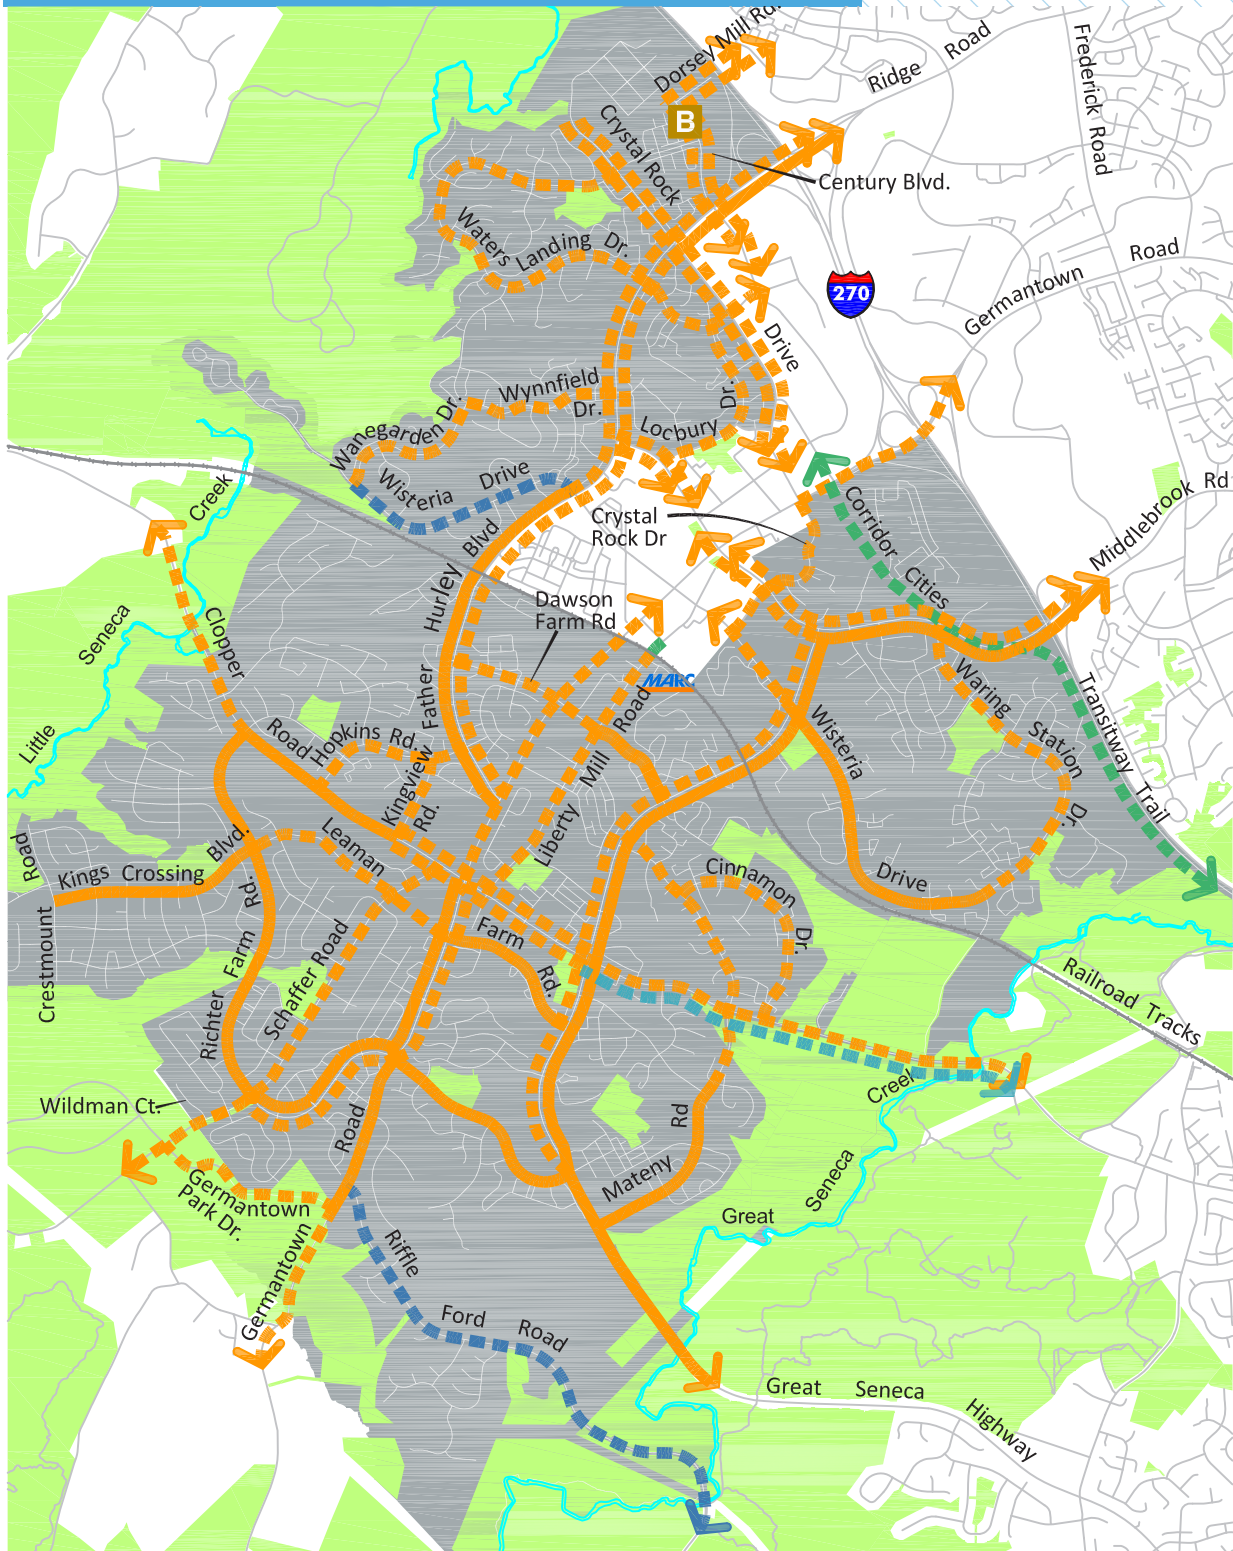 Dorsey Mill Rd.
Ridge Road
Frederick Road
B
Crystal Rock
Century Blvd.
Waters Landing Dr.
Road
Germantown
270
Drive
Wynnfield
Dr.
Dr.
Wanegarden Dr.
Locbury
Wisteria Drive
Middlebrook Rd
Creek
Crystal
Rock Dr
Corridor Cities
Hurley Blvd
Dawson
Farm Rd
Seneca
Clopper
MARC
Father
Waring Station Dr.
Transitway Trail
Road
Little
Road
Hopkins Rd.
Wisteria
Kingview
Rd.
Mill
Liberty
Leaman
Blvd.
Road
Kings Crossing
Cinnamon
Dr.
Drive
Rd.
Farm
Rd.
Crestmount
Schaffer Road
Farm
Richter
Railroad Tracks
Wildman Ct.
Creek
Road
Rd
Mateny
Seneca
Germantown
Park Dr.
Great
Germantown
Riffle
Ford Road
Great Seneca
Highway